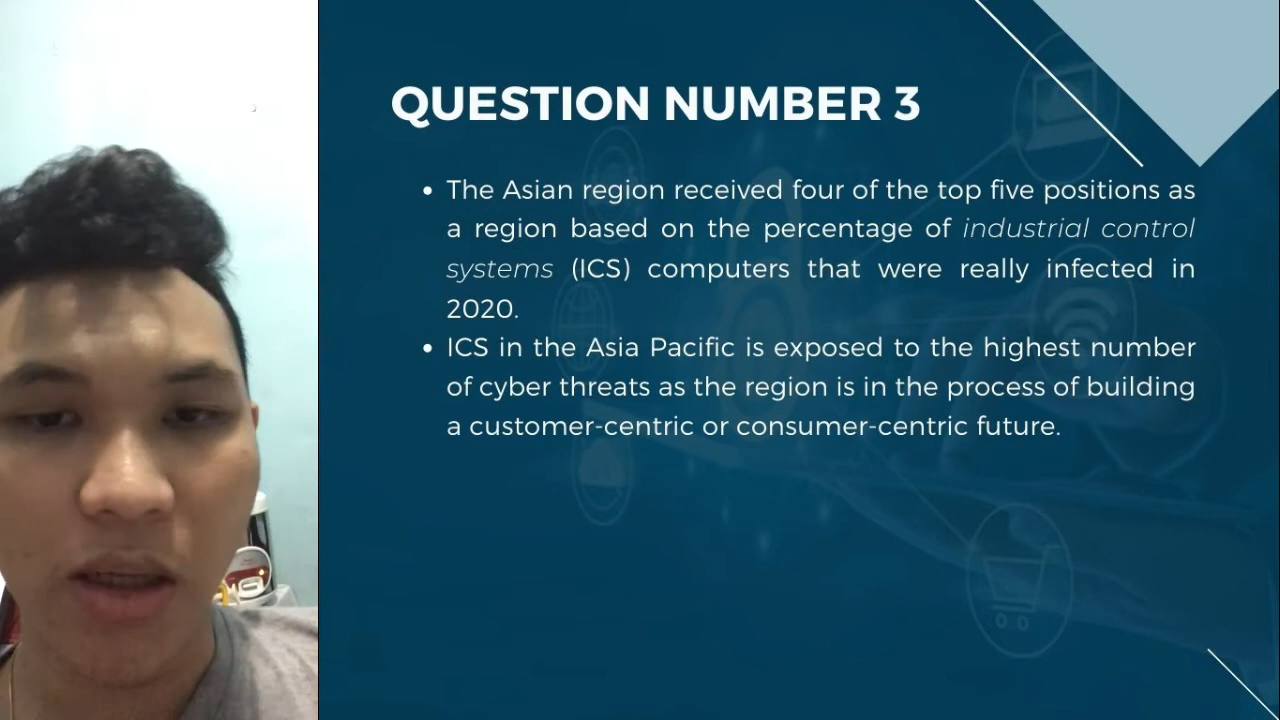 QUESTION NUMBER 3
• The Asian region received four of the top five positions as
a region based on the percentage of industrial control
systems (ICS) computers that were really infected in
2020.
• ICS in the Asia Pacific is exposed to the highest number
of cyber threats as the region is in the process of building
a customer-centric or consumer-centric future.